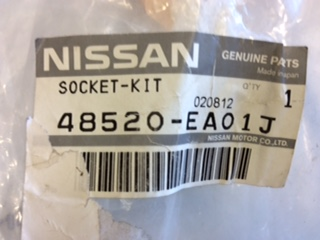 NISSAN
GENUINE PARTS
Made in Japan
SOCKET-KIT
Q'TY
020812
1
48520-EA01J
NISSAN MOTOR CO.,LTD.